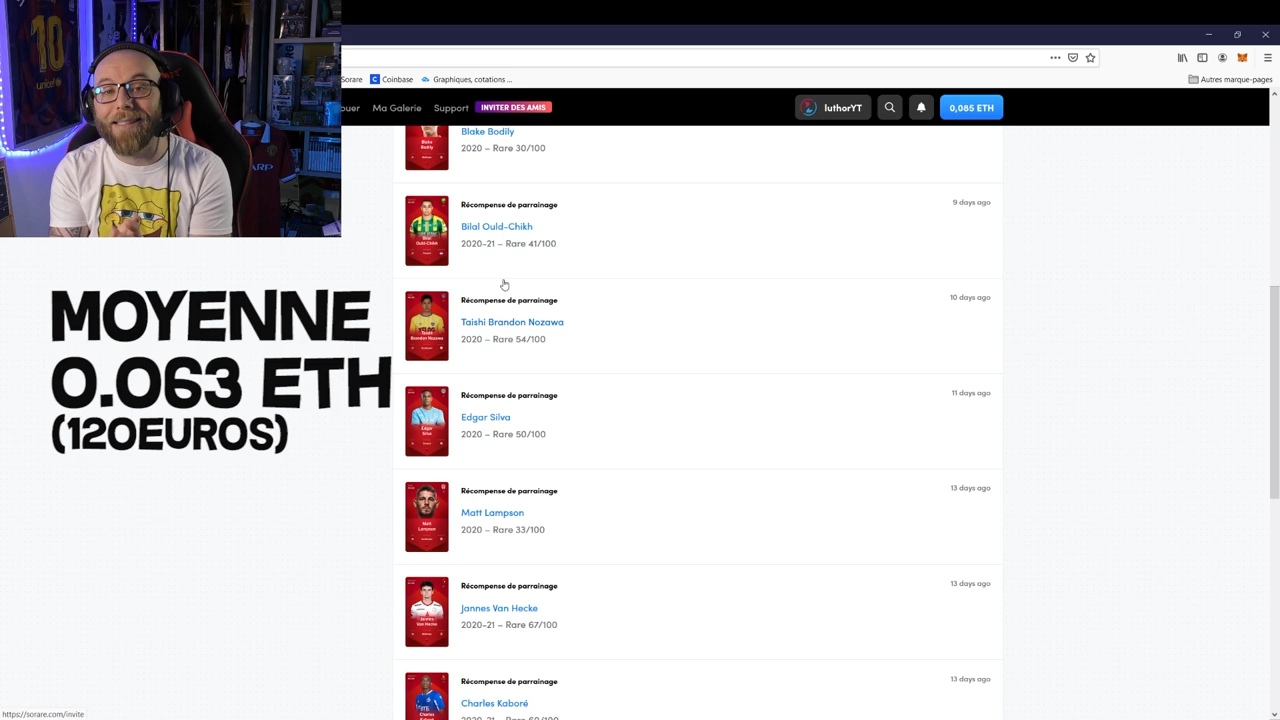 10
unicef
Sorare
Coinbase
Graphiques, cotations ...
Autres marque-pages
ouer
Ma Galerie
Support
INVITER DES AMIS
luthorYT
0,085 ETH
Blake Bodily
2020 – Rare 30/100
Récompense de parrainage
9 days ago
Bilal Ould-Chikh
2020-21 – Rare 41/100
Récompense de parrainage
10 days ago
Taishi Brandon Nozawa
2020 – Rare 54/100
Récompense de parrainage
11 days ago
Edgar Silva
2020 – Rare 50/100
Récompense de parrainage
13 days ago
Matt Lampson
2020 – Rare 33/100
Récompense de parrainage
13 days ago
Jannes Van Hecke
2020-21 – Rare 67/100
Récompense de parrainage
13 days ago
Charles Kaboré
MOYENNE
0.063 ETH
(120EUROS)
https://sorare.com/invite